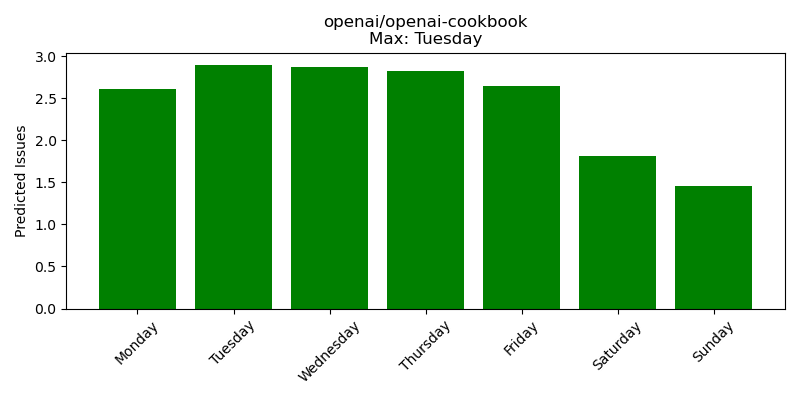 openai/openai-cookbook
Max: Tuesday
Predicted Issues
3.0
2.5
2.0
1.5
1.0
0.5
0.0
Monday
Tuesday
Wednesday
Thursday
Friday
Saturday
Sunday